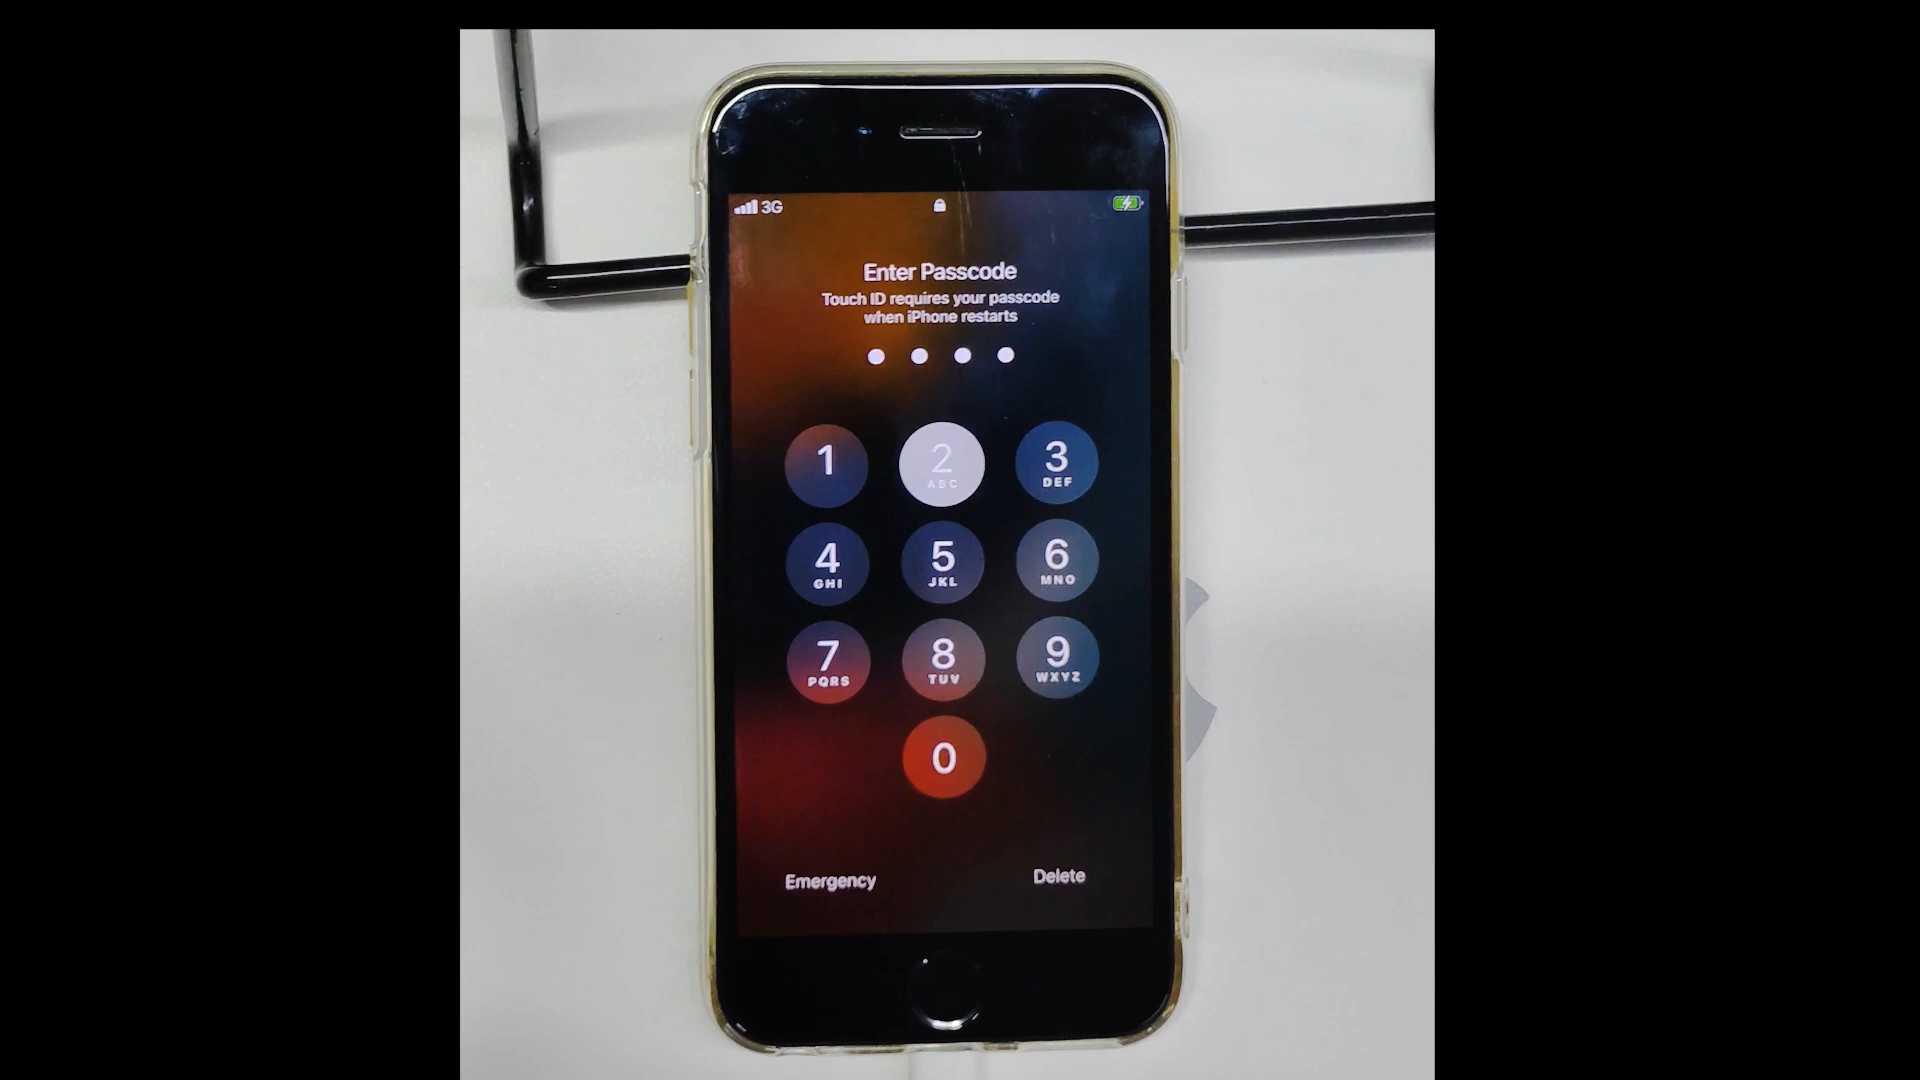 3G
Enter Passcode
Touch ID requires your passcode
when iPhone restarts
1 2 3
ABC DEF
4 5 6
GHI JKL MNO
7 8 9
PQRS TUV WXYZ
0
Emergency Delete